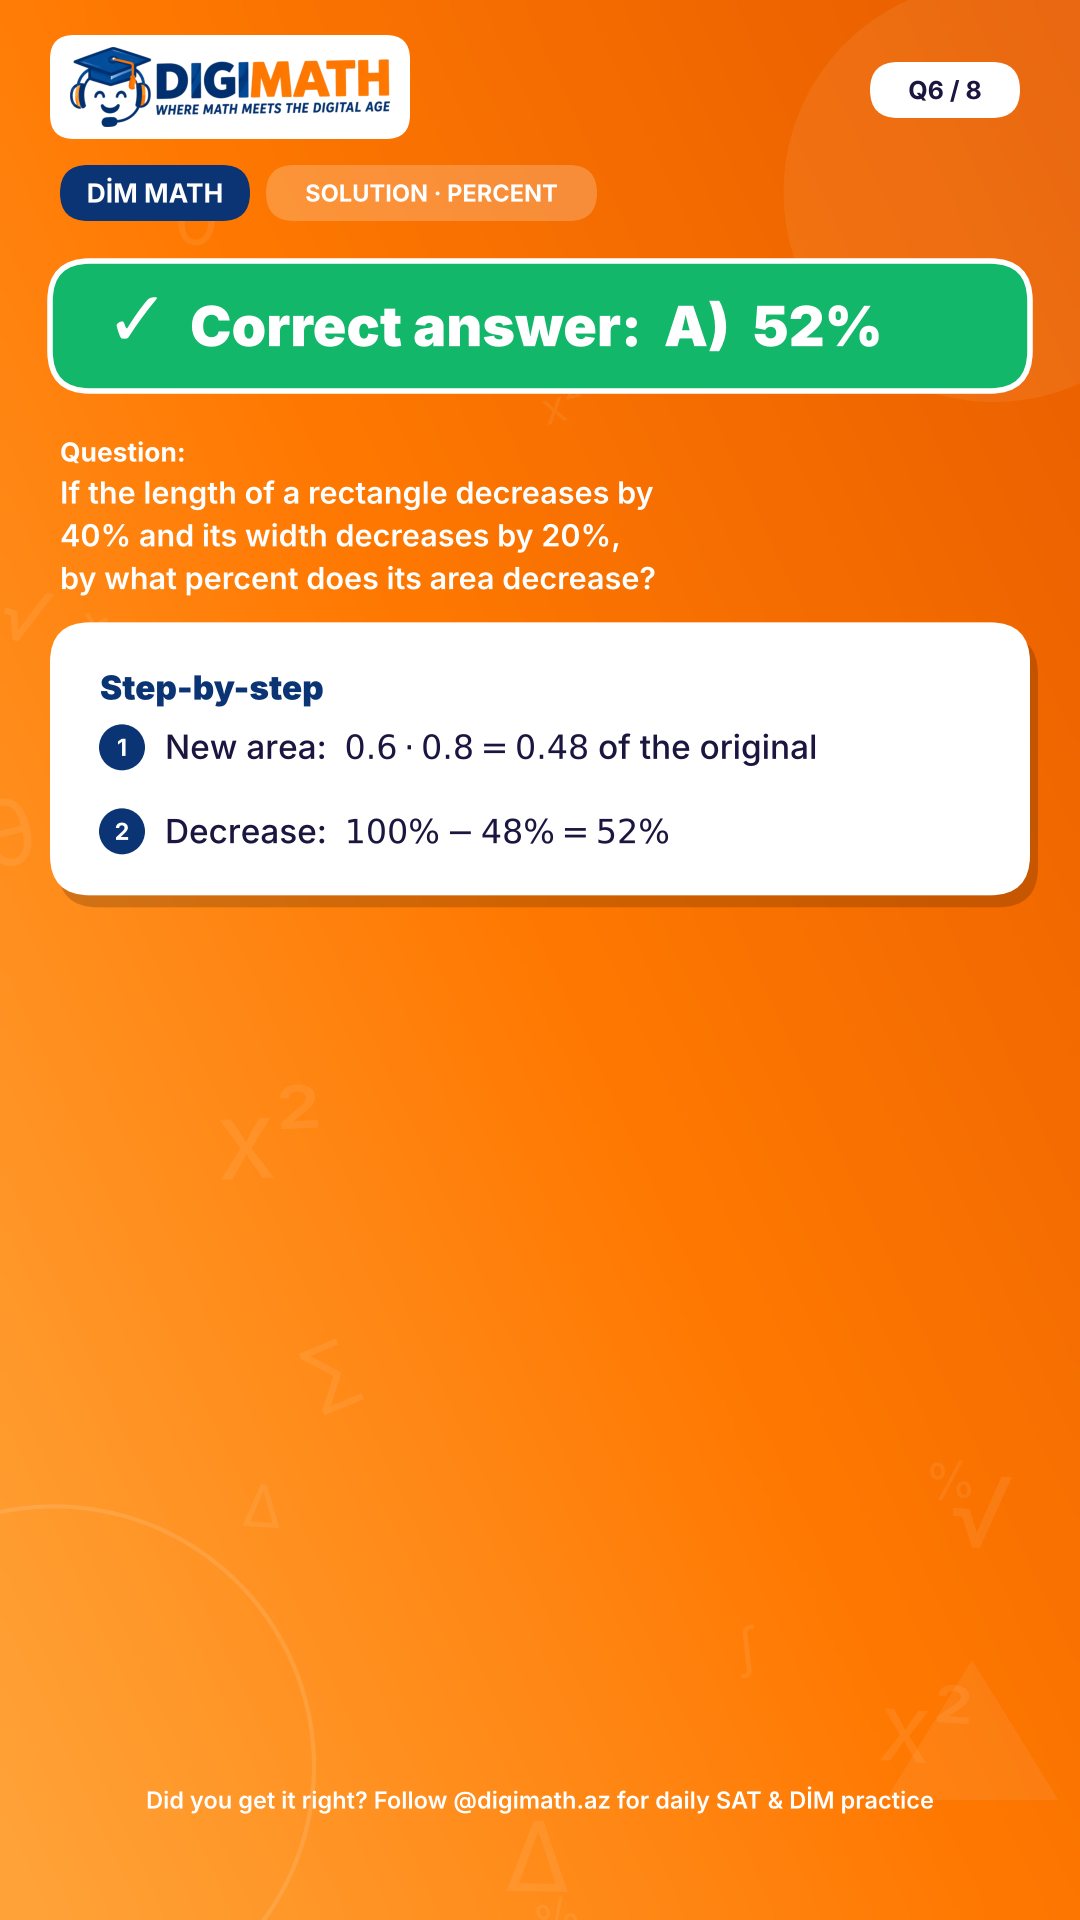 DIGIMATH
WHERE MATH MEETS THE DIGITAL AGE
Q6 / 8
DİM MATH
SOLUTION · PERCENT
✓ Correct answer: A) 52%
Question:
If the length of a rectangle decreases by
40% and its width decreases by 20%,
by what percent does its area decrease?
Step-by-step
1 New area: 0.6 · 0.8 = 0.48 of the original
2 Decrease: 100% − 48% = 52%
x²
Σ
Δ
%
√
∫
x²
Did you get it right? Follow @digimath.az for daily SAT & DİM practice
Δ
%